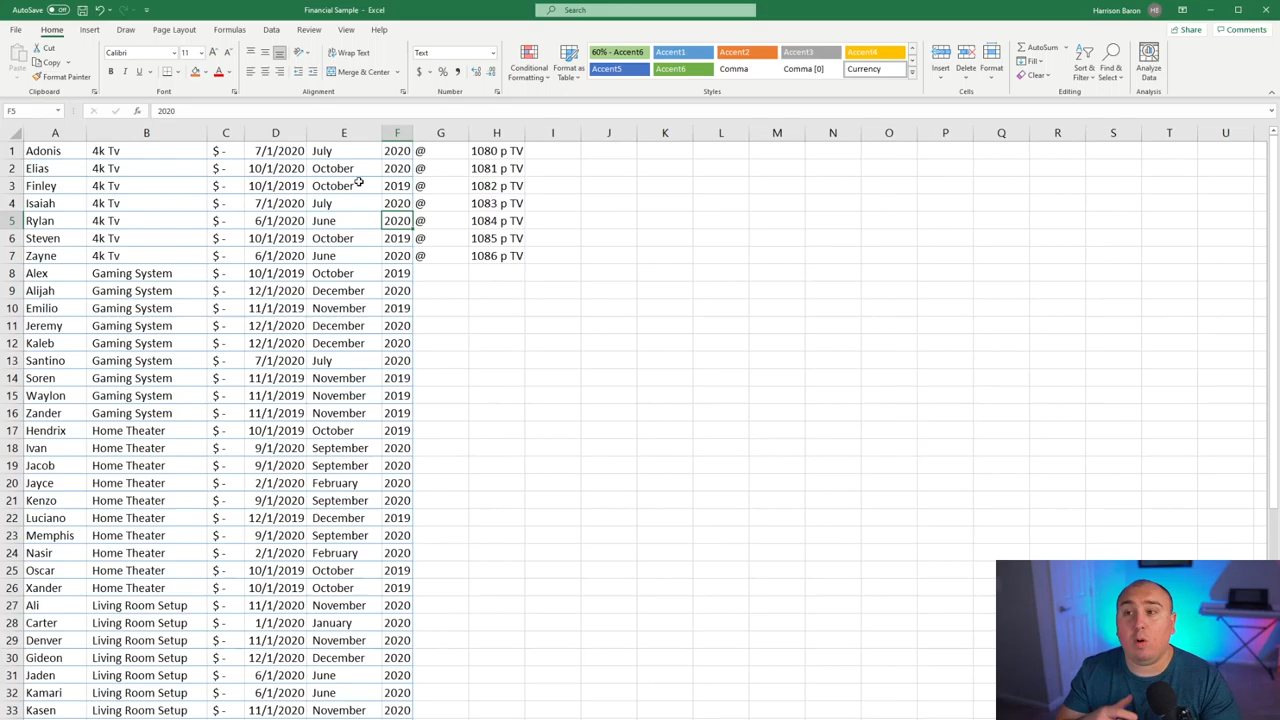 AutoSave Off Financial Sample - Excel Search Harrison Baron HB
File Home Insert Draw Page Layout Formulas Data Review View Help Share Comments
Paste Cut Copy Format Painter Calibri 11 A A Wrap Text Text 60% - Accent6 Accent1 Accent2 Accent3 Accent4 AutoSum
B I U A Merge & Center $ % 9 Conditional Formatting Format as Table Accent5 Accent6 Comma Comma [0] Currency Insert Delete Format Fill Clear Sort & Filter Find & Select Analyze Data
Clipboard Font Alignment Number Styles Cells Editing Analysis
F5 fx 2020
A B C D E F G H I J K L M N O P Q R S T U
1 Adonis 4k Tv $ - 7/1/2020 July 2020 @ 1080 p TV
2 Elias 4k Tv $ - 10/1/2020 October 2020 @ 1081 p TV
3 Finley 4k Tv $ - 10/1/2019 October 2019 @ 1082 p TV
4 Isaiah 4k Tv $ - 7/1/2020 July 2020 @ 1083 p TV
5 Rylan 4k Tv $ - 6/1/2020 June 2020 @ 1084 p TV
6 Steven 4k Tv $ - 10/1/2019 October 2019 @ 1085 p TV
7 Zayne 4k Tv $ - 6/1/2020 June 2020 @ 1086 p TV
8 Alex Gaming System $ - 10/1/2019 October 2019
9 Alijah Gaming System $ - 12/1/2020 December 2020
10 Emilio Gaming System $ - 11/1/2019 November 2019
11 Jeremy Gaming System $ - 12/1/2020 December 2020
12 Kaleb Gaming System $ - 12/1/2020 December 2020
13 Santino Gaming System $ - 7/1/2020 July 2020
14 Soren Gaming System $ - 11/1/2019 November 2019
15 Waylon Gaming System $ - 11/1/2019 November 2019
16 Zander Gaming System $ - 11/1/2019 November 2019
17 Hendrix Home Theater $ - 10/1/2019 October 2019
18 Ivan Home Theater $ - 9/1/2020 September 2020
19 Jacob Home Theater $ - 9/1/2020 September 2020
20 Jayce Home Theater $ - 2/1/2020 February 2020
21 Kenzo Home Theater $ - 9/1/2020 September 2020
22 Luciano Home Theater $ - 12/1/2019 December 2019
23 Memphis Home Theater $ - 9/1/2020 September 2020
24 Nasir Home Theater $ - 2/1/2020 February 2020
25 Oscar Home Theater $ - 10/1/2019 October 2019
26 Xander Home Theater $ - 10/1/2019 October 2019
27 Ali Living Room Setup $ - 11/1/2020 November 2020
28 Carter Living Room Setup $ - 1/1/2020 January 2020
29 Denver Living Room Setup $ - 11/1/2020 November 2020
30 Gideon Living Room Setup $ - 12/1/2020 December 2020
31 Jaden Living Room Setup $ - 6/1/2020 June 2020
32 Kamari Living Room Setup $ - 6/1/2020 June 2020
33 Kasen Living Room Setup $ - 11/1/2020 November 2020